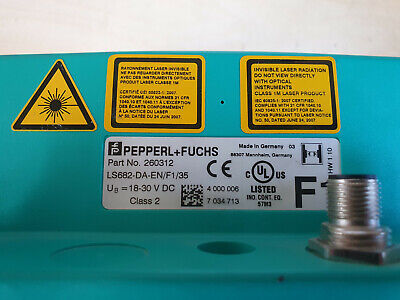 RAYONNEMENT LASER INVISIBLE
NE PAS REGARDER DIRECTEMENT
AVEC DES INSTRUMENTS OPTIQUES
PRODUIT LASER CLASSE 1M
CERTIFIÉ CEI 60825-1: 2007,
CONFORME AUX NORMES 21 CFR
1040.10 ET 1040.11 À L'EXCEPTION
DES ÉCARTS CONFORMÉMENT
À LA NOTICE DU LASER
N° 50, DATÉE DU 24 JUIN 2007.
INVISIBLE LASER RADIATION
DO NOT VIEW DIRECTLY
WITH OPTICAL
INSTRUMENTS
CLASS 1M LASER PRODUCT
IEC 60825-1: 2007 CERTIFIED
COMPLIES WITH 21 CFR 1040.10
AND 1040.11 EXCEPT FOR DEVIA-
TIONS PURSUANT TO LASER NOTICE
NO. 50, DATED JUNE 24, 2007.
PEPPERL+FUCHS
Made in Germany 03
68307 Mannheim, Germany
Part No. 260312
LS682-DA-EN/F1/35
UB = 18-30 V DC
Class 2
4 000 006
7 034 713
CE
c UL US
LISTED
IND. CONT. EQ.
57M3
HW 1.10
F1